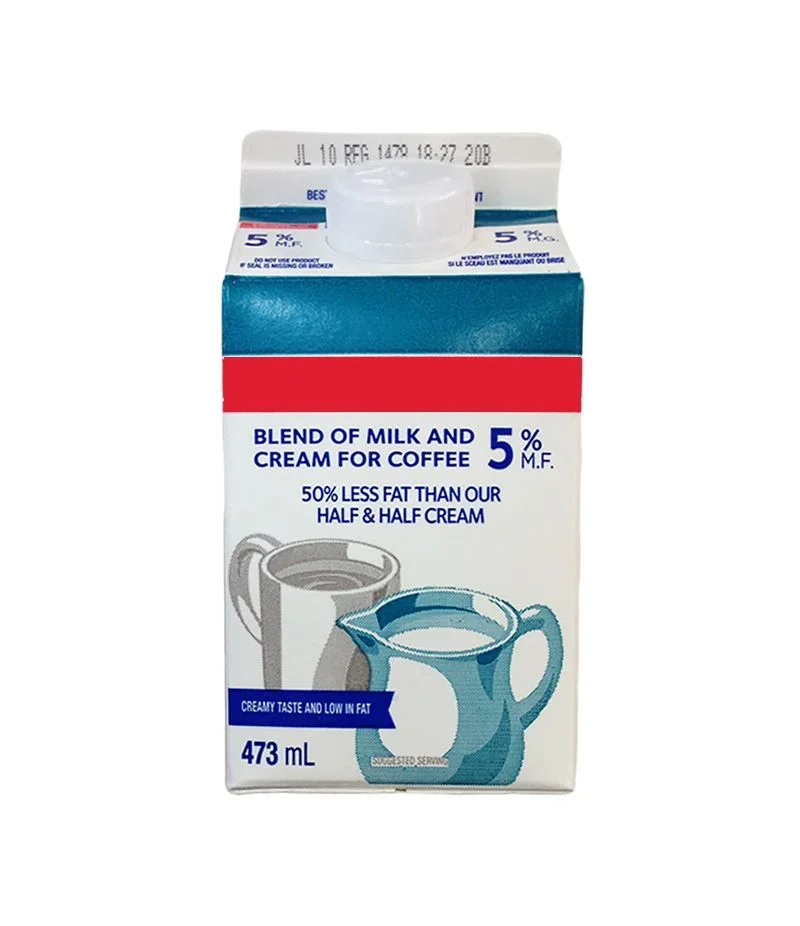 JL 10 REG 1478 18:27 20B
5 % M.F.
DO NOT USE PRODUCT
IF SEAL IS MISSING OR BROKEN
5 % M.G.
N'EMPLOYEZ PAS LE PRODUIT
SI LE SCEAU EST MANQUANT OU BRISÉ
BLEND OF MILK AND
CREAM FOR COFFEE
5 % M.F.
50% LESS FAT THAN OUR
HALF & HALF CREAM
CREAMY TASTE AND LOW IN FAT
473 mL
SUGGESTED SERVING